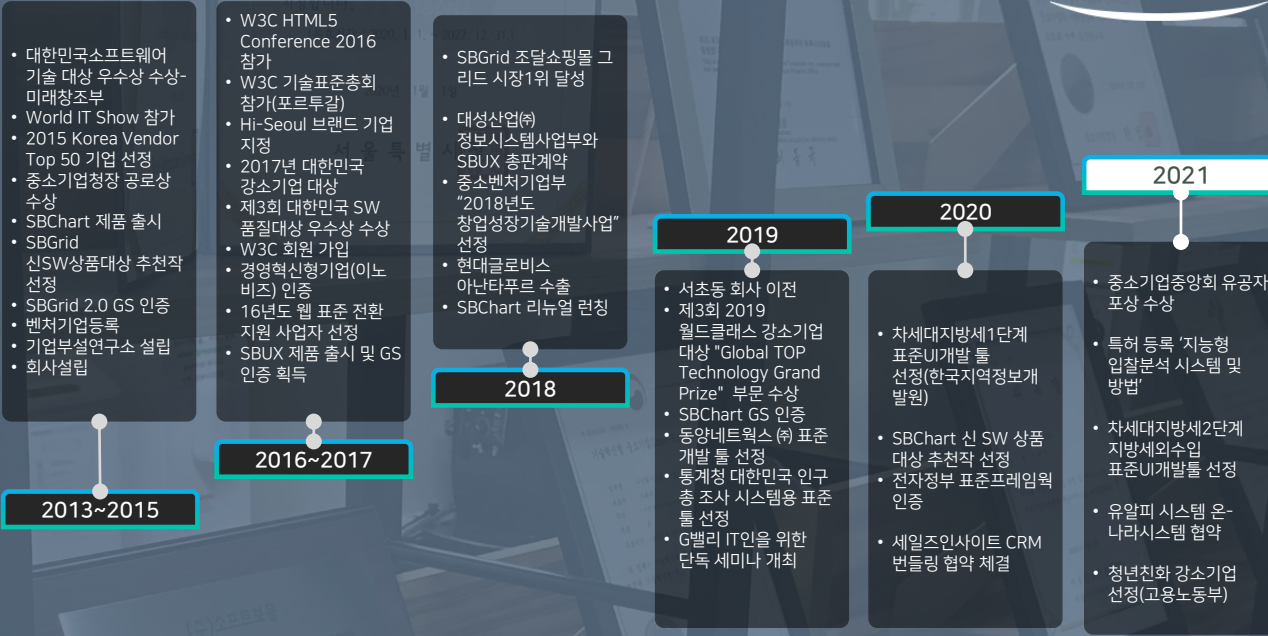 • 대한민국소프트웨어
기술 대상 우수상 수상-
미래창조부
• World IT Show 참가
• 2015 Korea Vendor
Top 50 기업 선정
• 중소기업청장 공로상
수상
• SBChart 제품 출시
• SBGrid
신SW상품대상 추천작
선정
• SBGrid 2.0 GS 인증
• 벤처기업등록
• 기업부설연구소 설립
• 회사설립
2013~2015
• W3C HTML5
Conference 2016
참가
• W3C 기술표준총회
참가(포르투갈)
• Hi-Seoul 브랜드 기업
지정
• 2017년 대한민국
강소기업 대상
• 제3회 대한민국 SW
품질대상 우수상 수상
• W3C 회원 가입
• 경영혁신형기업(이노
비즈) 인증
• 16년도 웹 표준 전환
지원 사업자 선정
• SBUX 제품 출시 및 GS
인증 획득
2016~2017
• SBGrid 조달쇼핑몰 그
리드 시장1위 달성
• 대성산업㈜
정보시스템사업부와
SBUX 총판계약
• 중소벤처기업부
"2018년도
창업성장기술개발사업"
선정
• 현대글로비스
아난타푸르 수출
• SBChart 리뉴얼 런칭
2018
2019
• 서초동 회사 이전
• 제3회 2019
월드클래스 강소기업
대상 "Global TOP
Technology Grand
Prize" 부문 수상
• SBChart GS 인증
• 동양네트웍스 ㈜ 표준
개발 툴 선정
• 통계청 대한민국 인구
총 조사 시스템용 표준
툴 선정
• G밸리 IT인을 위한
단독 세미나 개최
2020
• 차세대지방세1단계
표준UI개발 툴
선정(한국지역정보개
발원)
• SBChart 신 SW 상품
대상 추천작 선정
• 전자정부 표준프레임웍
인증
• 세일즈인사이트 CRM
번들링 협약 체결
2021
• 중소기업중앙회 유공자
포상 수상
• 특허 등록 '지능형
입찰분석 시스템 및
방법'
• 차세대지방세2단계
지방세외수입
표준UI개발툴 선정
• 유알피 시스템 온-
나라시스템 협약
• 청년친화 강소기업
선정(고용노동부)